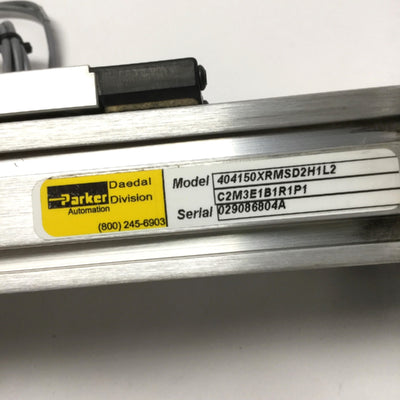 Parker
Automation
Daedal
Division
(800) 245-6903
Model 404150XRMSD2H1L2
C2M3E1B1R1P1
Serial 029086804A